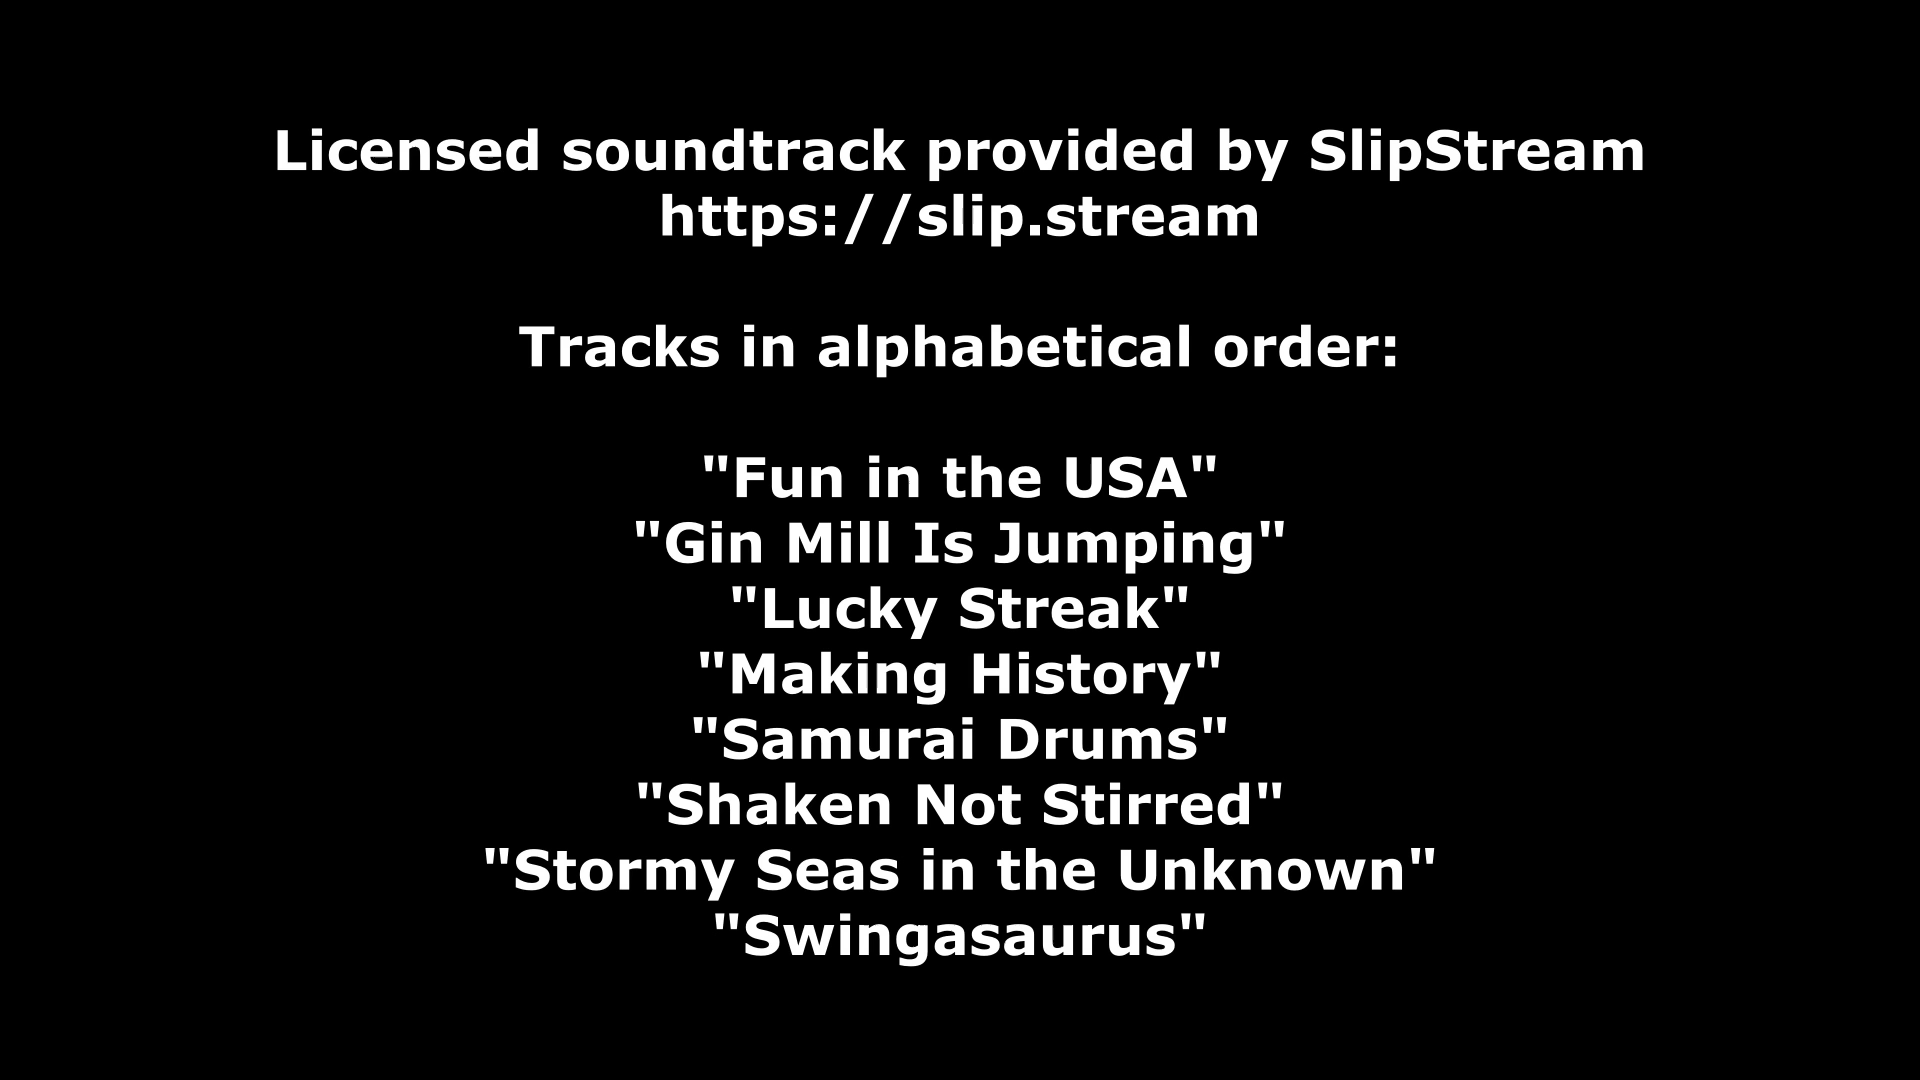 Licensed soundtrack provided by SlipStream
https://slip.stream
Tracks in alphabetical order:
"Fun in the USA"
"Gin Mill Is Jumping"
"Lucky Streak"
"Making History"
"Samurai Drums"
"Shaken Not Stirred"
"Stormy Seas in the Unknown"
"Swingasaurus"